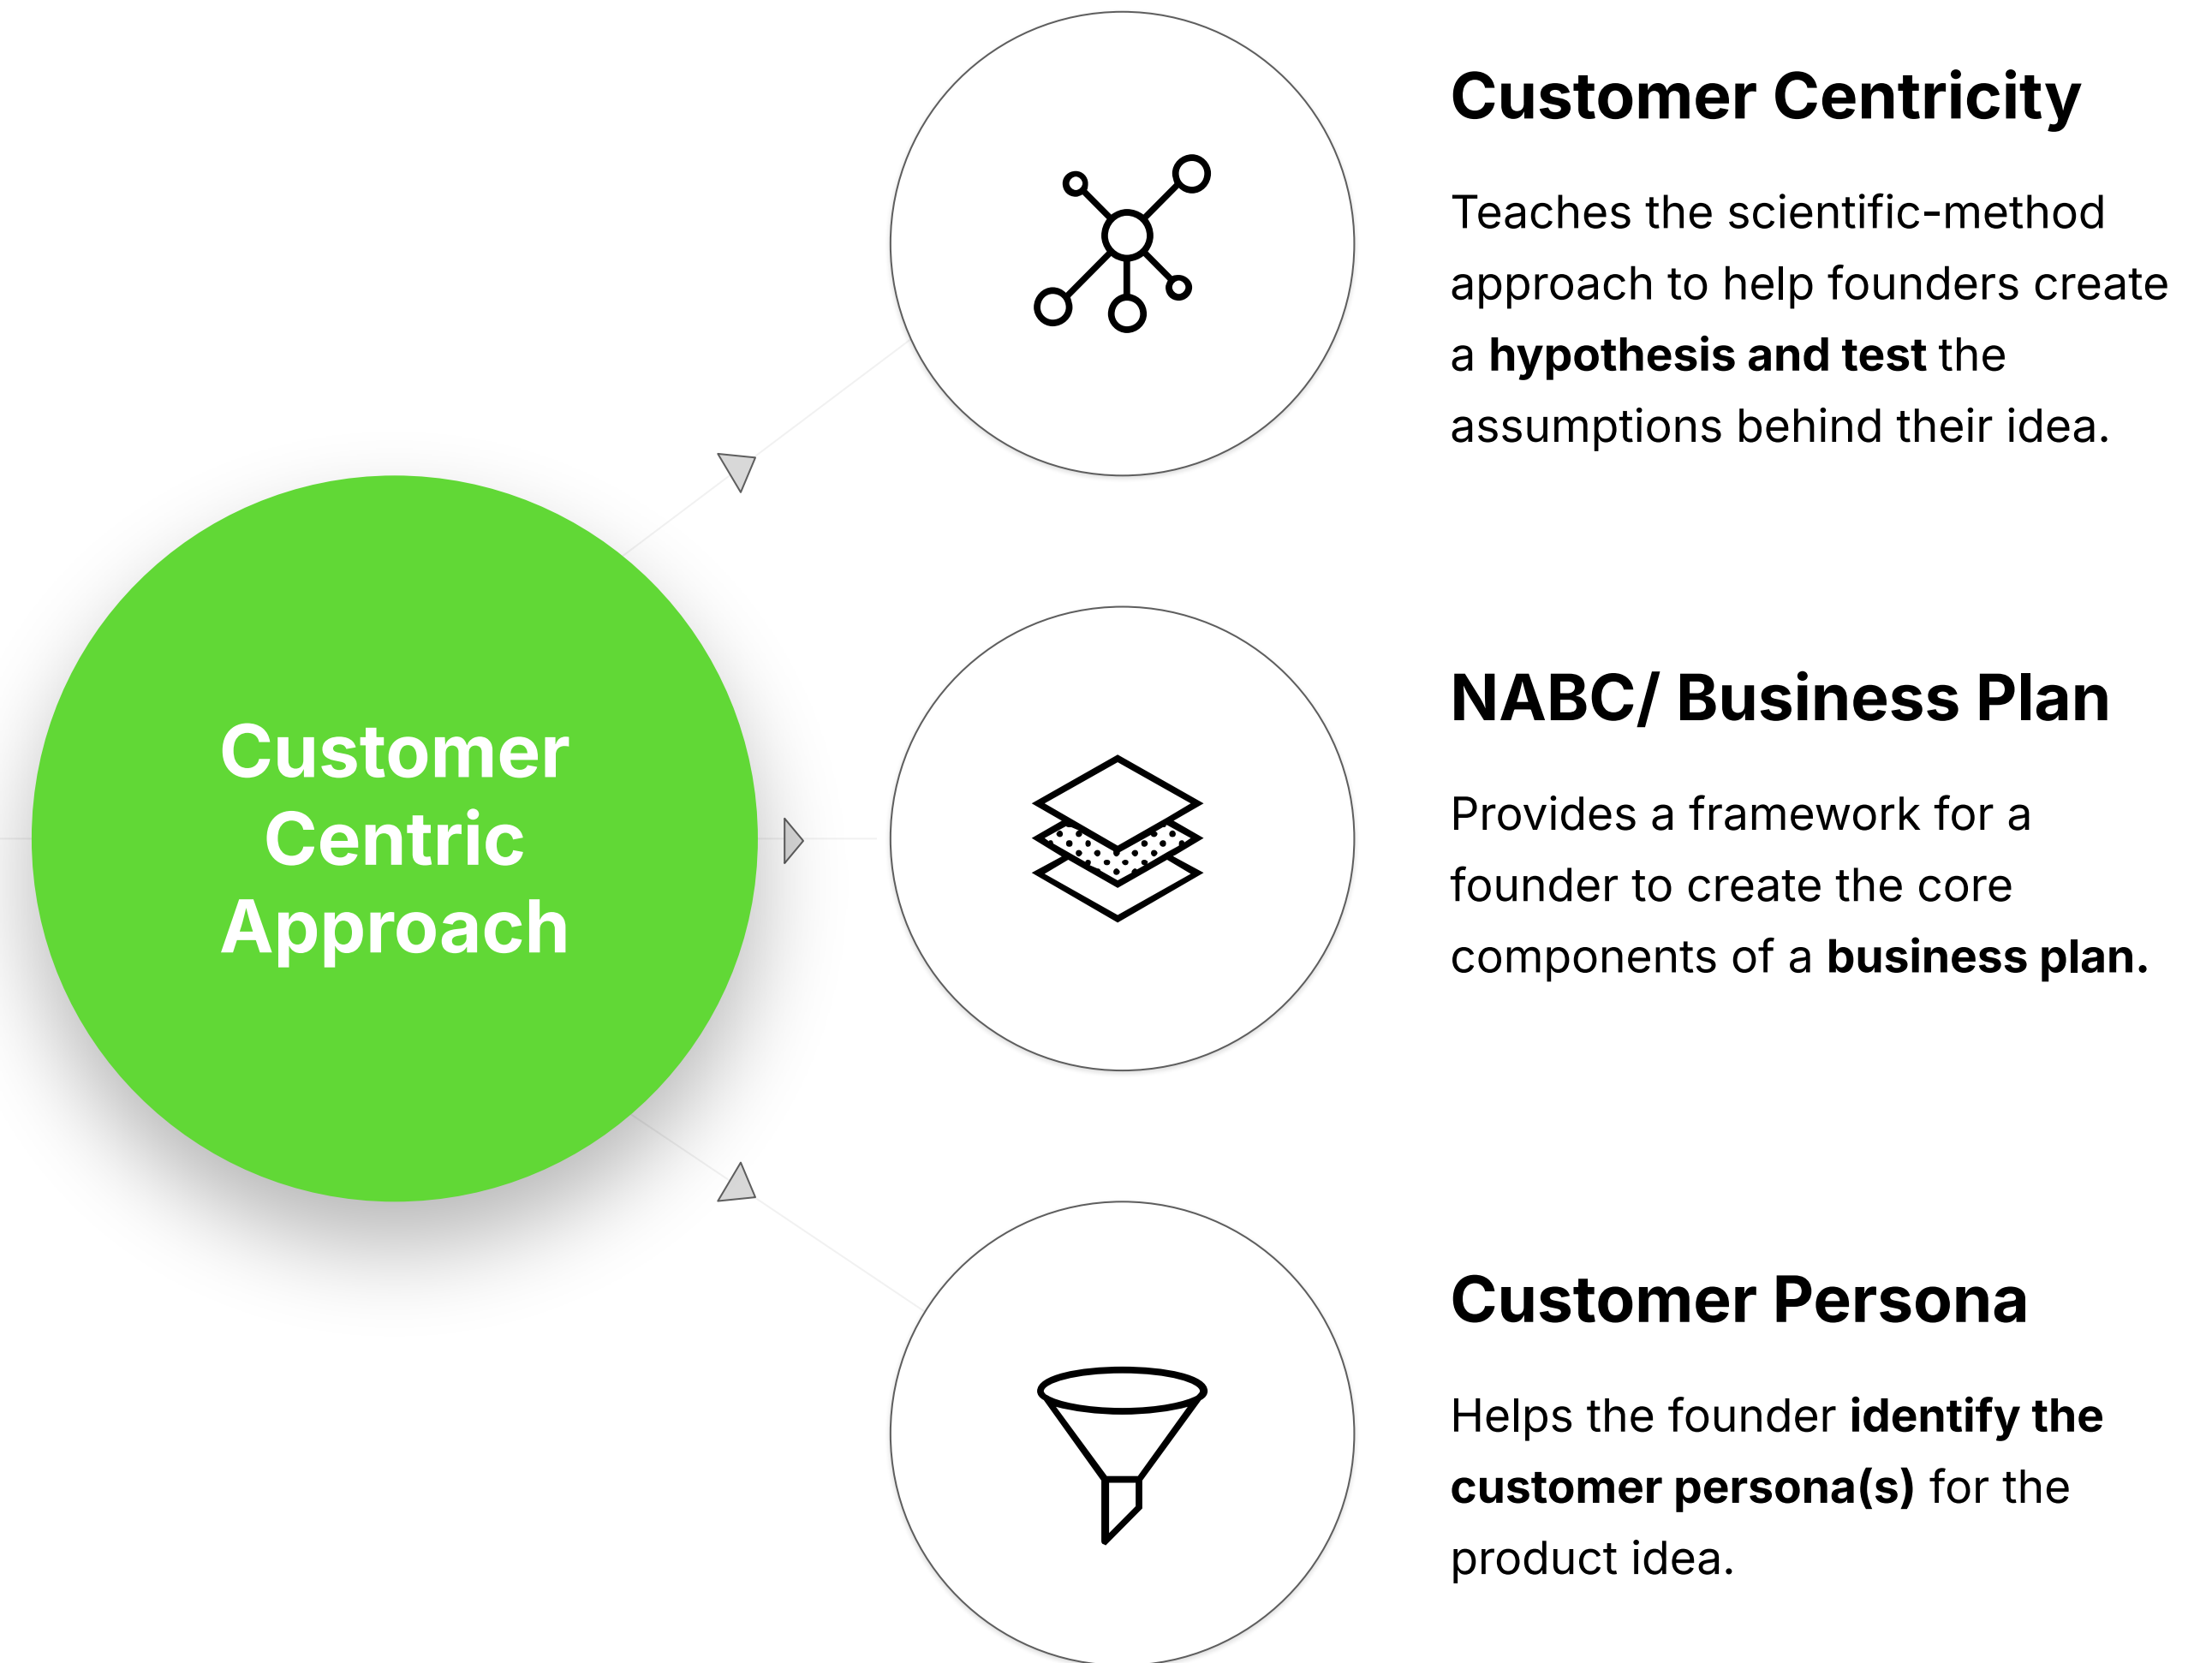 Customer
Centric
Approach
Customer Centricity
Teaches the scientific-method
approach to help founders create
a hypothesis and test the
assumptions behind their idea.
NABC/ Business Plan
Provides a framework for a
founder to create the core
components of a business plan.
Customer Persona
Helps the founder identify the
customer persona(s) for the
product idea.